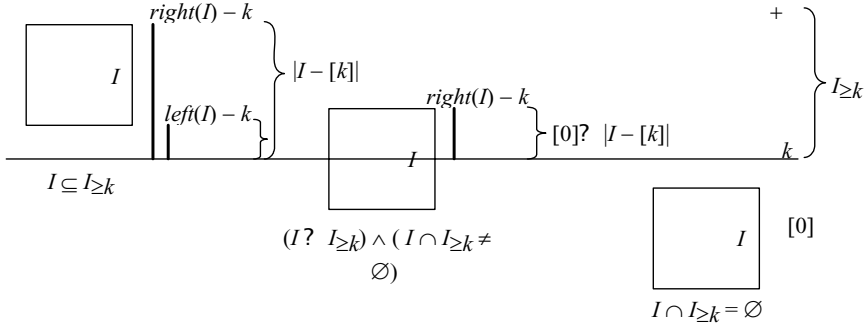 right(I) – k
+
I
|I – [k]|
I≥k
left(I) – k
right(I) – k
[0]? |I – [k]|
k
I
I ⊆ I≥k
I
[0]
(I ? I≥k) ∧ ( I ∩ I≥k ≠
∅)
I ∩ I≥k = ∅